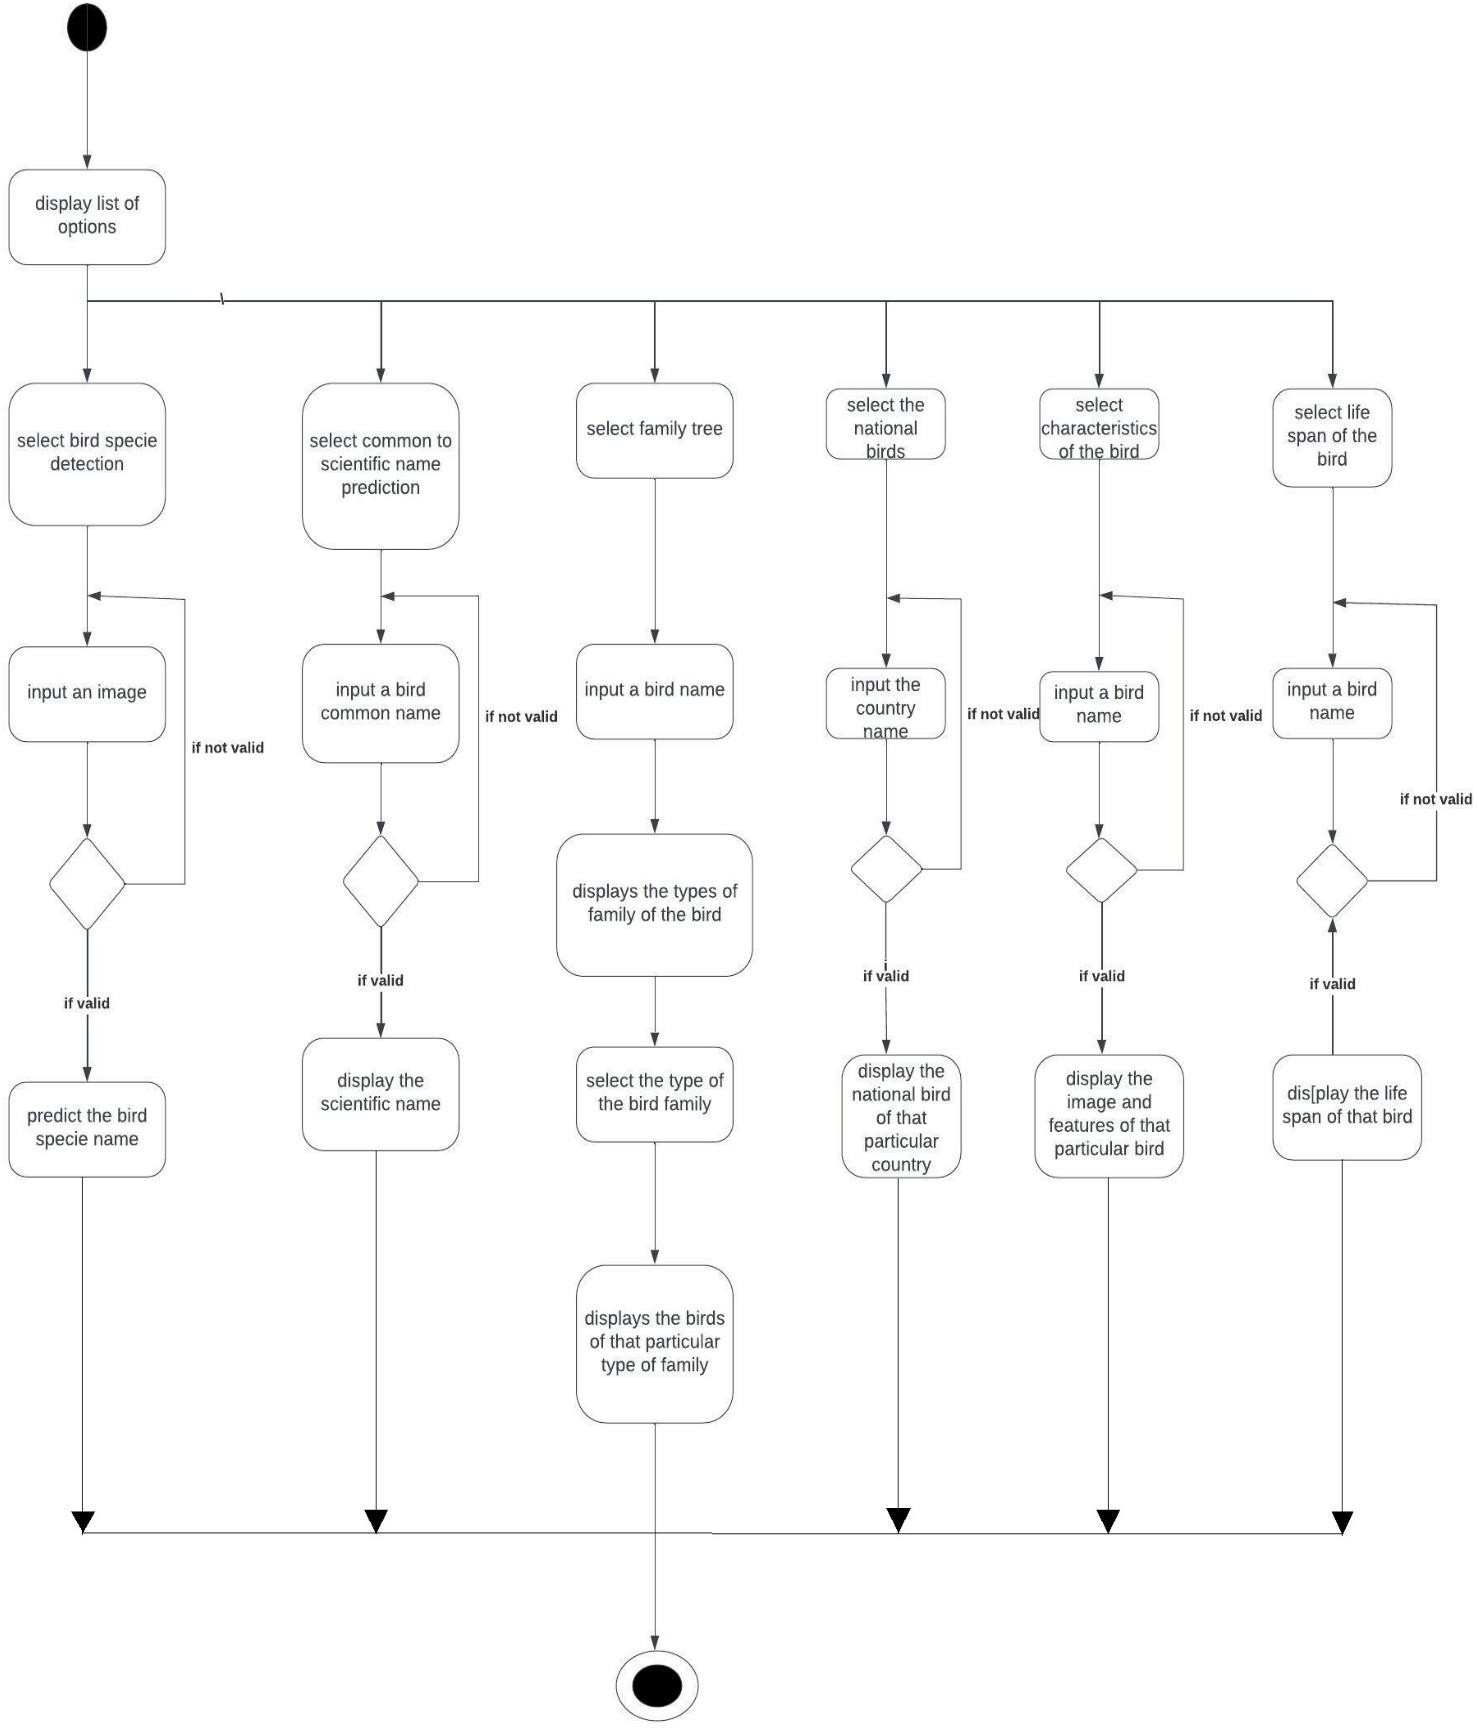 display list of
options
select bird specie
detection
select common to
scientific name
prediction
select family tree
select the
national
birds
select
characteristics
of the bird
select life
span of the
bird
input an image
input a bird
common name
input a bird name
input the
country
name
input a bird
name
input a bird
name
if not valid
if not valid
if not valid
if not valid
if not valid
displays the types of
family of the bird
if valid
if valid
if valid
if valid
if valid
predict the bird
specie name
display the
scientific name
select the type of
the bird family
display the
national bird
of that
particular
country
display the
image and
features of that
particular bird
dis[play the life
span of that bird
displays the birds
of that particular
type of family